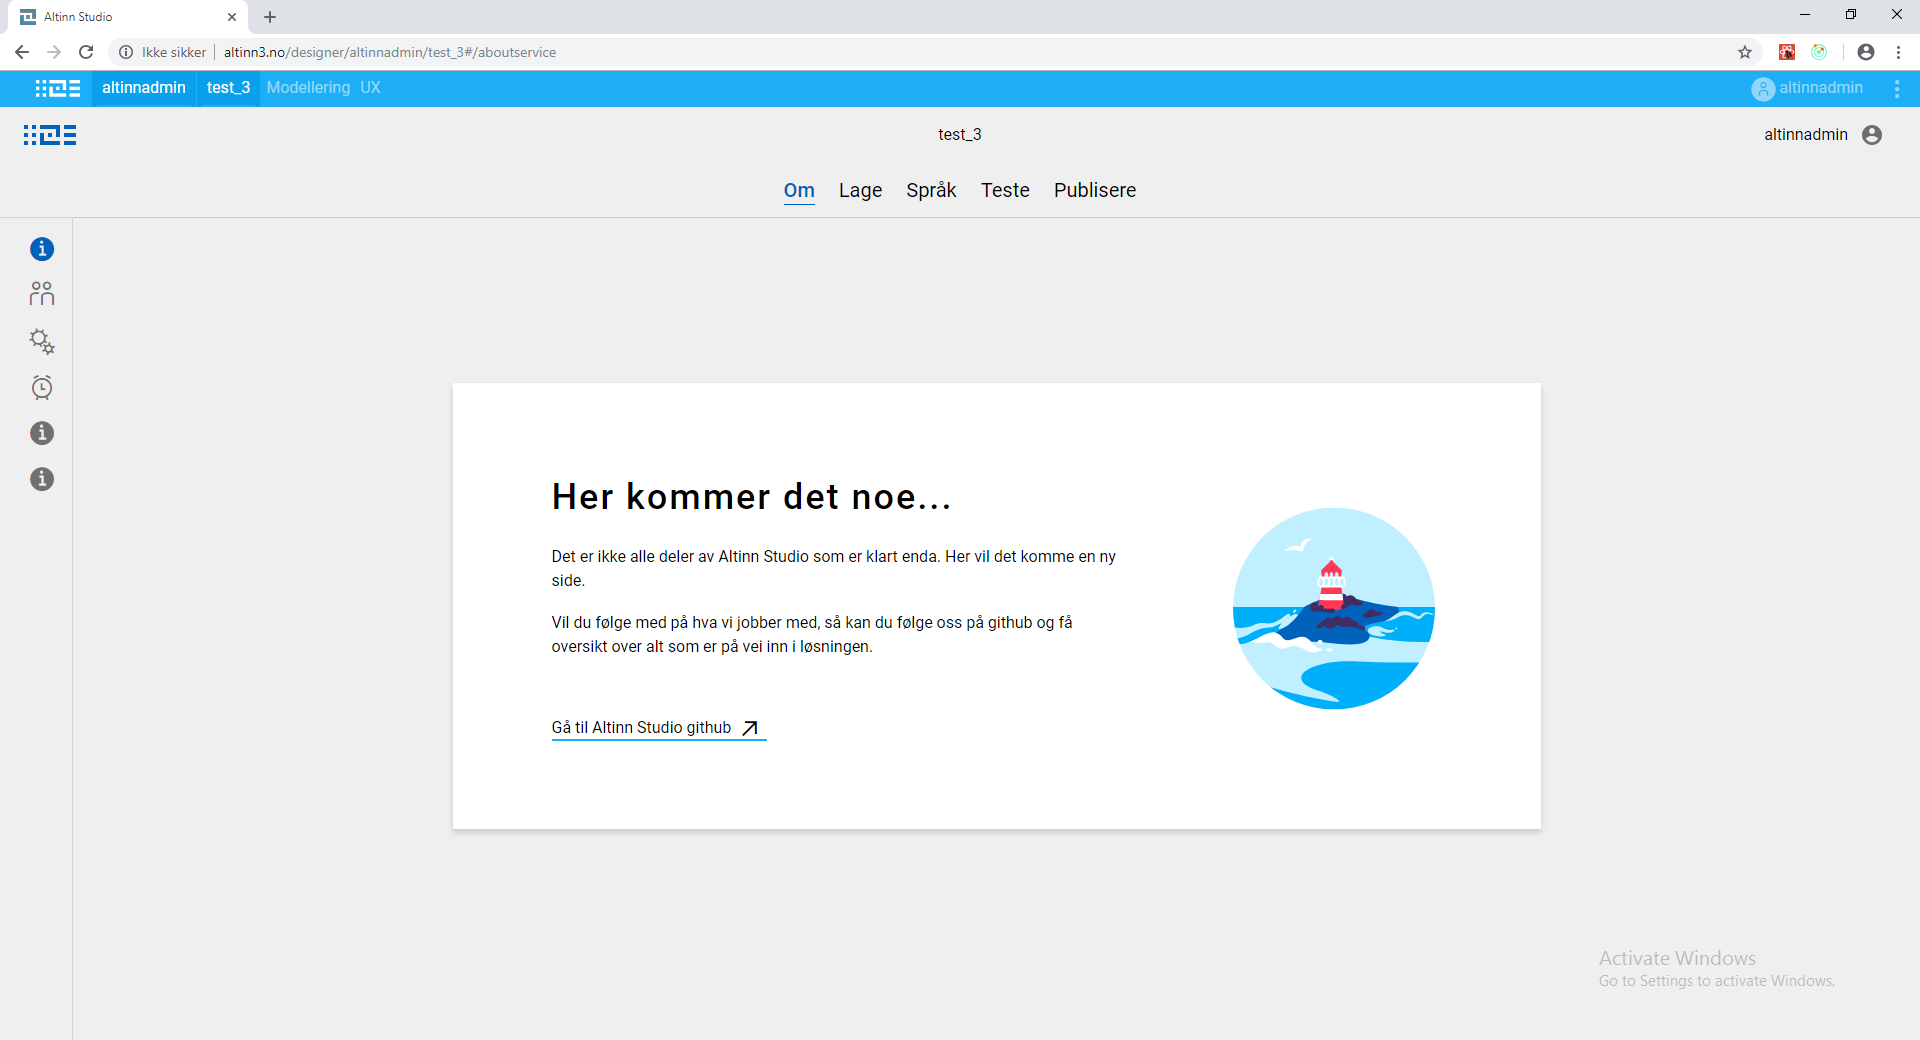 Altinn Studio
Ikke sikker altinn3.no/designer/altinnadmin/test_3#/aboutservice
altinnadmin test_3 Modellering UX altinnadmin
test_3 altinnadmin
Om Lage Språk Teste Publisere
Her kommer det noe...
Det er ikke alle deler av Altinn Studio som er klart enda. Her vil det komme en ny
side.
Vil du følge med på hva vi jobber med, så kan du følge oss på github og få
oversikt over alt som er på vei inn i løsningen.
Gå til Altinn Studio github
Activate Windows
Go to Settings to activate Windows.